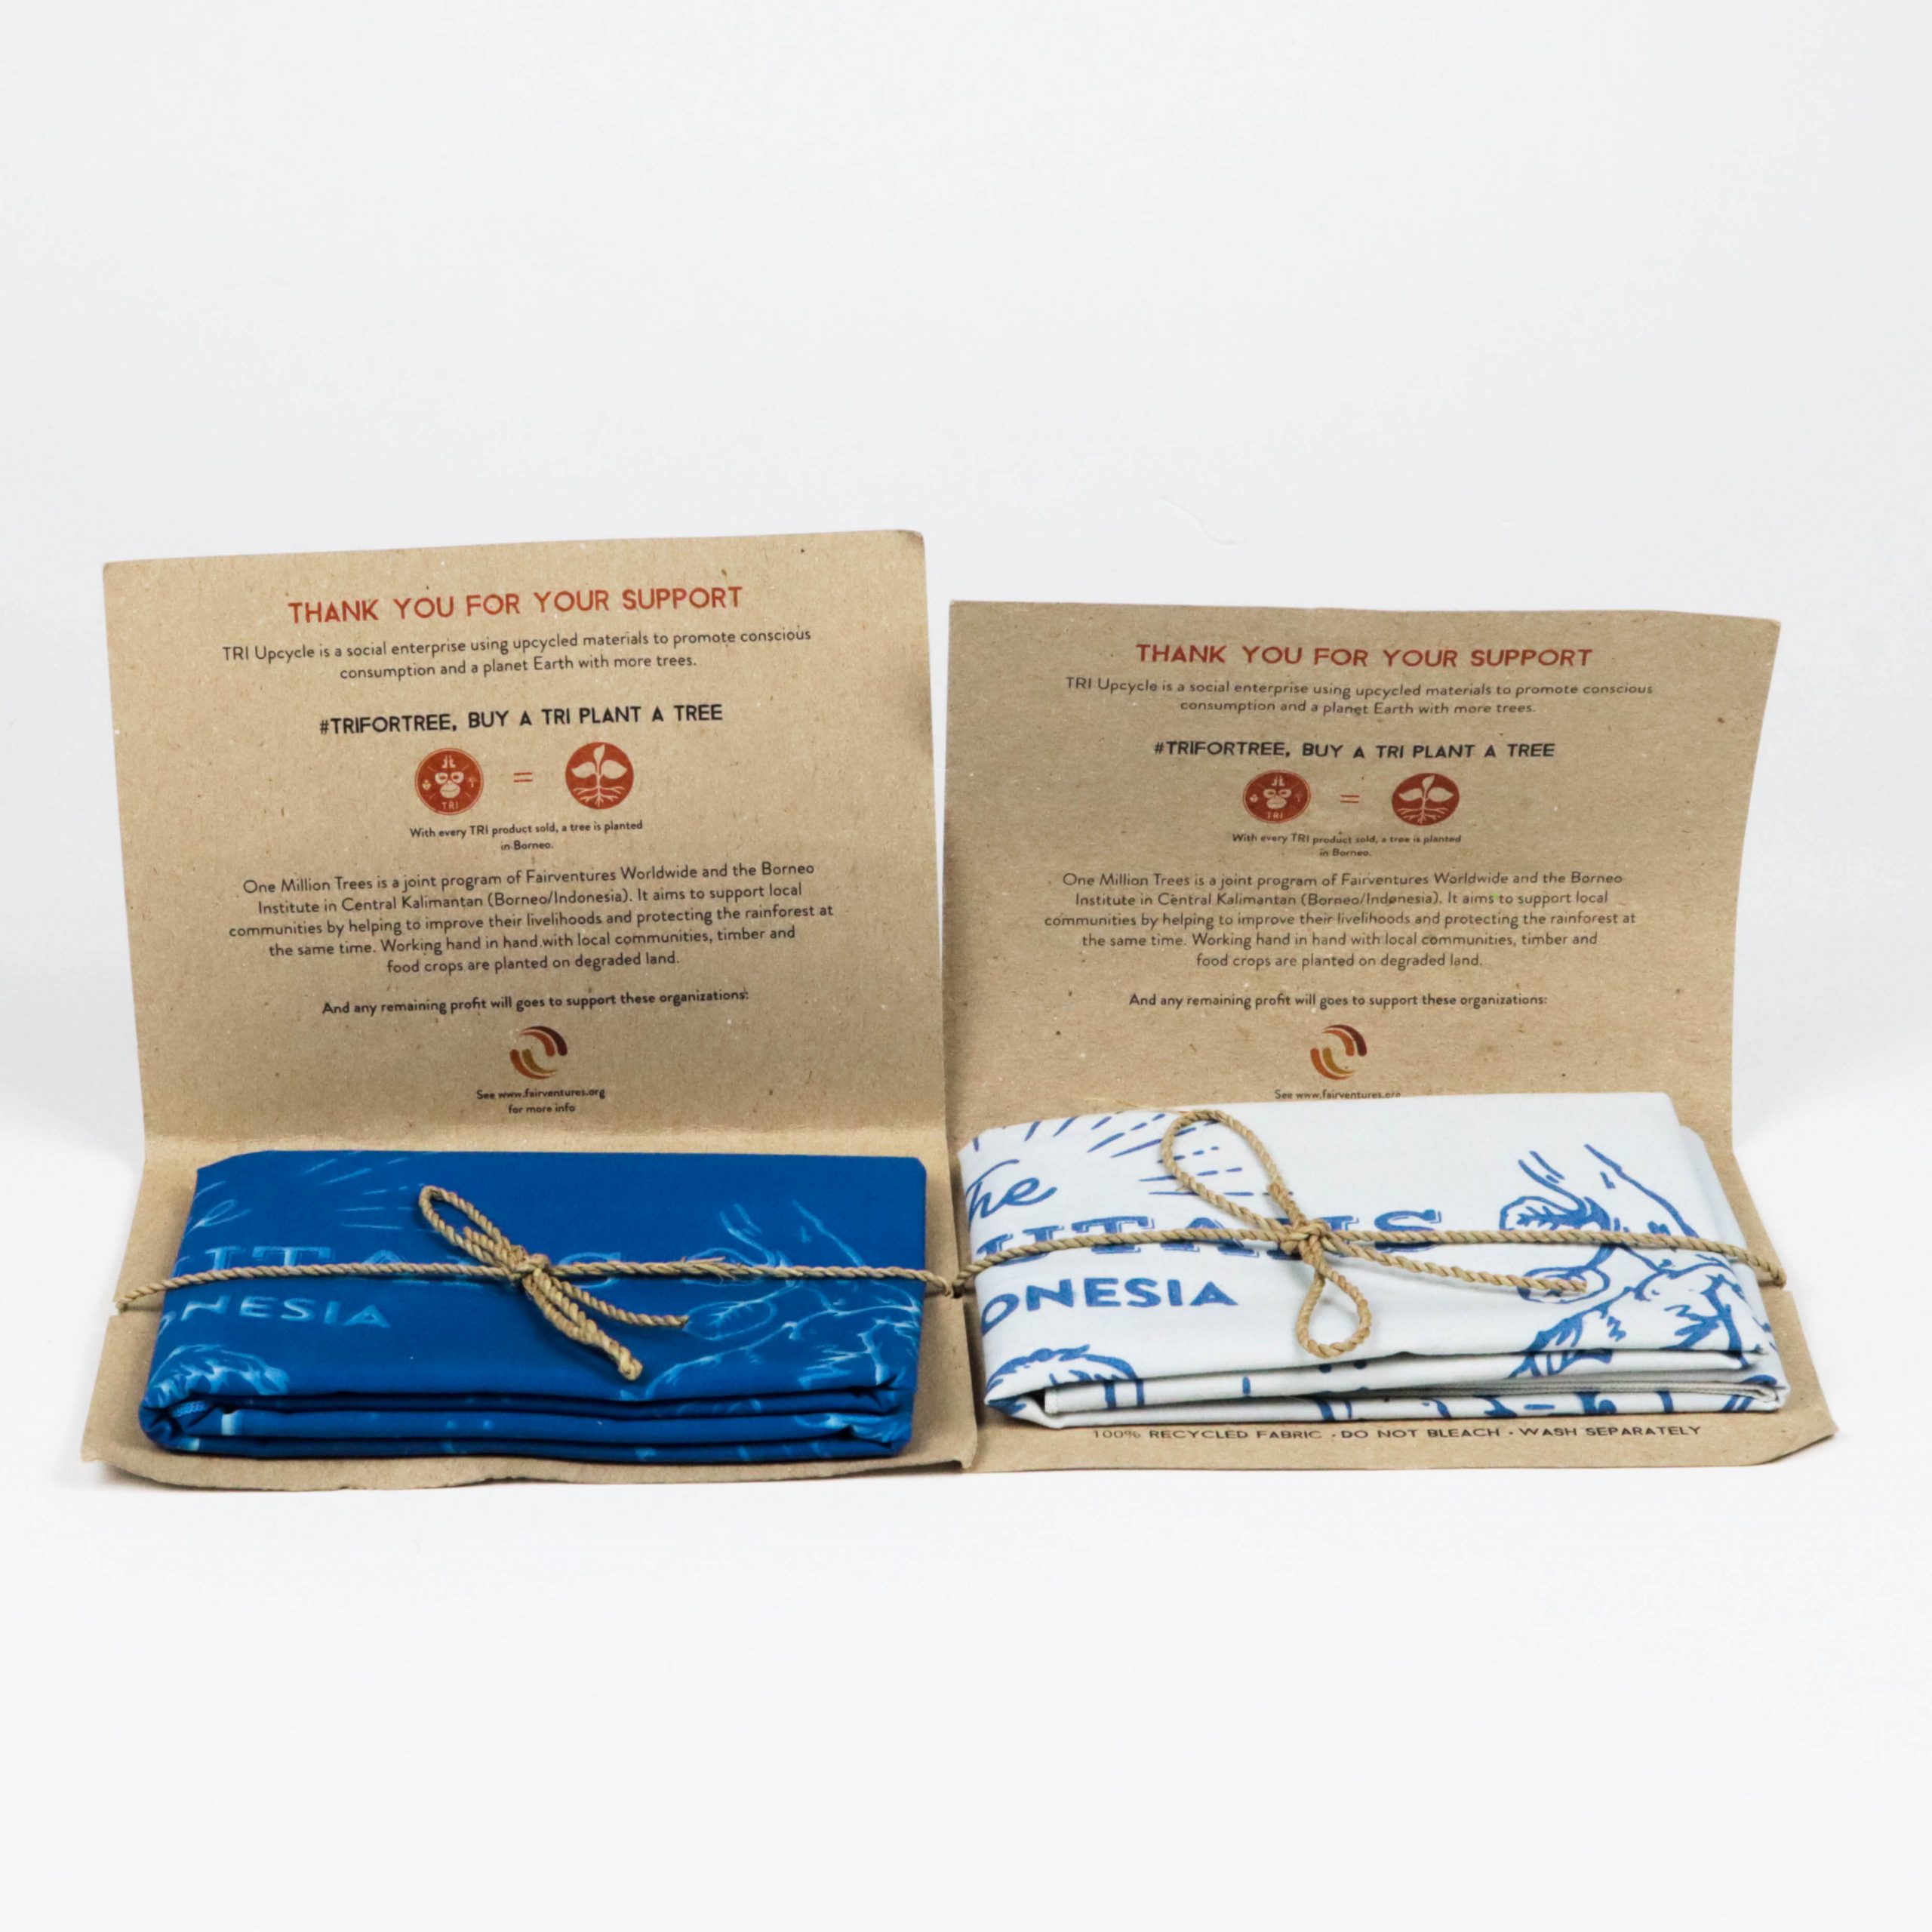 THANK YOU FOR YOUR SUPPORT
TRI Upcycle is a social enterprise using upcycled materials to promote conscious
consumption and a planet Earth with more trees.
#TRIFORTREE, BUY A TRI PLANT A TREE
TRI
=
With every TRI product sold, a tree is planted
in Borneo.
One Million Trees is a joint program of Fairventures Worldwide and the Borneo
Institute in Central Kalimantan (Borneo/Indonesia). It aims to support local
communities by helping to improve their livelihoods and protecting the rainforest at
the same time. Working hand in hand with local communities, timber and
food crops are planted on degraded land.
And any remaining profit will goes to support these organizations:
See www.fairventures.org
for more info
NESIA
THANK YOU FOR YOUR SUPPORT
TRI Upcycle is a social enterprise using upcycled materials to promote conscious
consumption and a planet Earth with more trees.
#TRIFORTREE, BUY A TRI PLANT A TREE
TRI
=
With every TRI product sold, a tree is planted
in Borneo.
One Million Trees is a joint program of Fairventures Worldwide and the Borneo
Institute in Central Kalimantan (Borneo/Indonesia). It aims to support local
communities by helping to improve their livelihoods and protecting the rainforest at
the same time. Working hand in hand with local communities, timber and
food crops are planted on degraded land.
And any remaining profit will goes to support these organizations:
See www.fairventures.org
The
UTANS
ONESIA
100% RECYCLED FABRIC · DO NOT BLEACH · WASH SEPARATELY